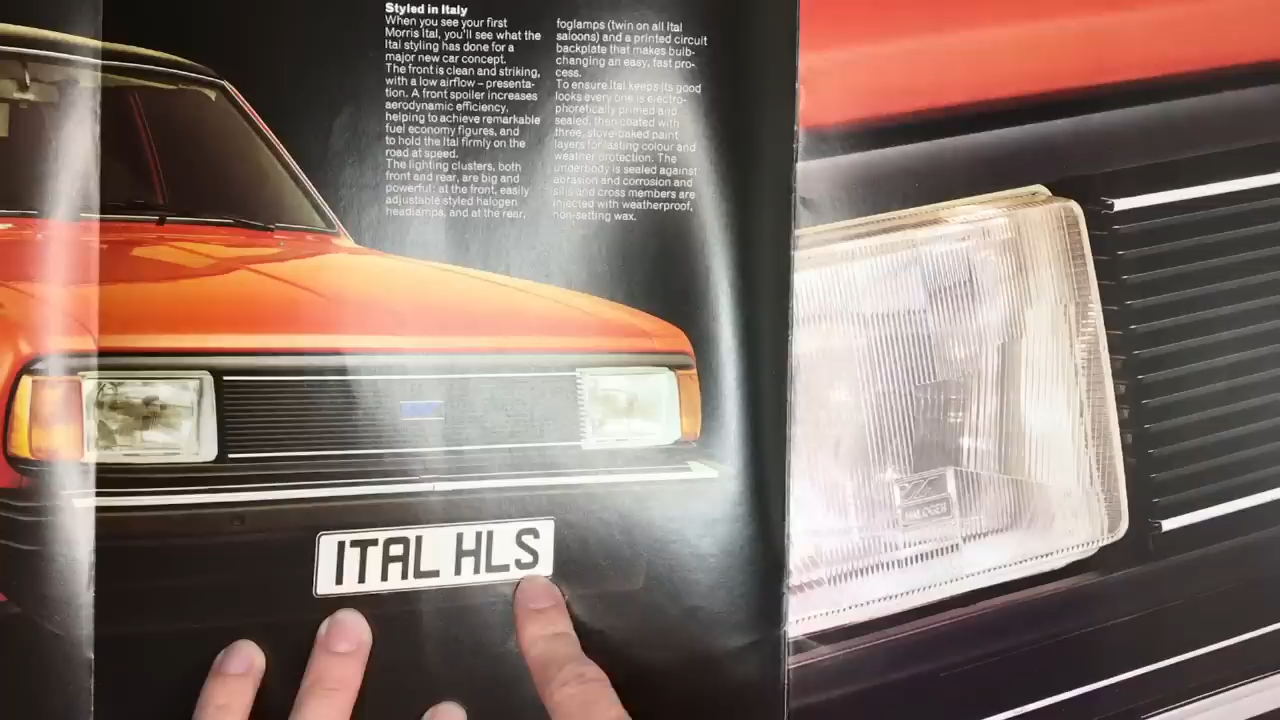 Styled in Italy
When you see your first
Morris Ital, you'll see what the
Ital styling has done for a
major new car concept.
The front is clean and striking,
with a low airflow – presenta-
tion. A front spoiler increases
aerodynamic efficiency,
helping to achieve remarkable
fuel economy figures, and
to hold the Ital firmly on the
road at speed.
The lighting clusters, both
front and rear, are big and
powerful: at the front, easily
adjustable styled halogen
headlamps, and at the rear,
foglamps (twin on all Ital
saloons) and a printed circuit
backplate that makes bulb-
changing an easy, fast pro-
cess.
To ensure Ital keeps its good
looks every one is electro-
phoretically primed and
sealed, then coated with
three, stove-baked paint
layers for lasting colour and
weather protection. The
underbody is sealed against
abrasion and corrosion and
sills and cross members are
injected with weatherproof,
non-setting wax.
ITAL HLS
HALOGEN